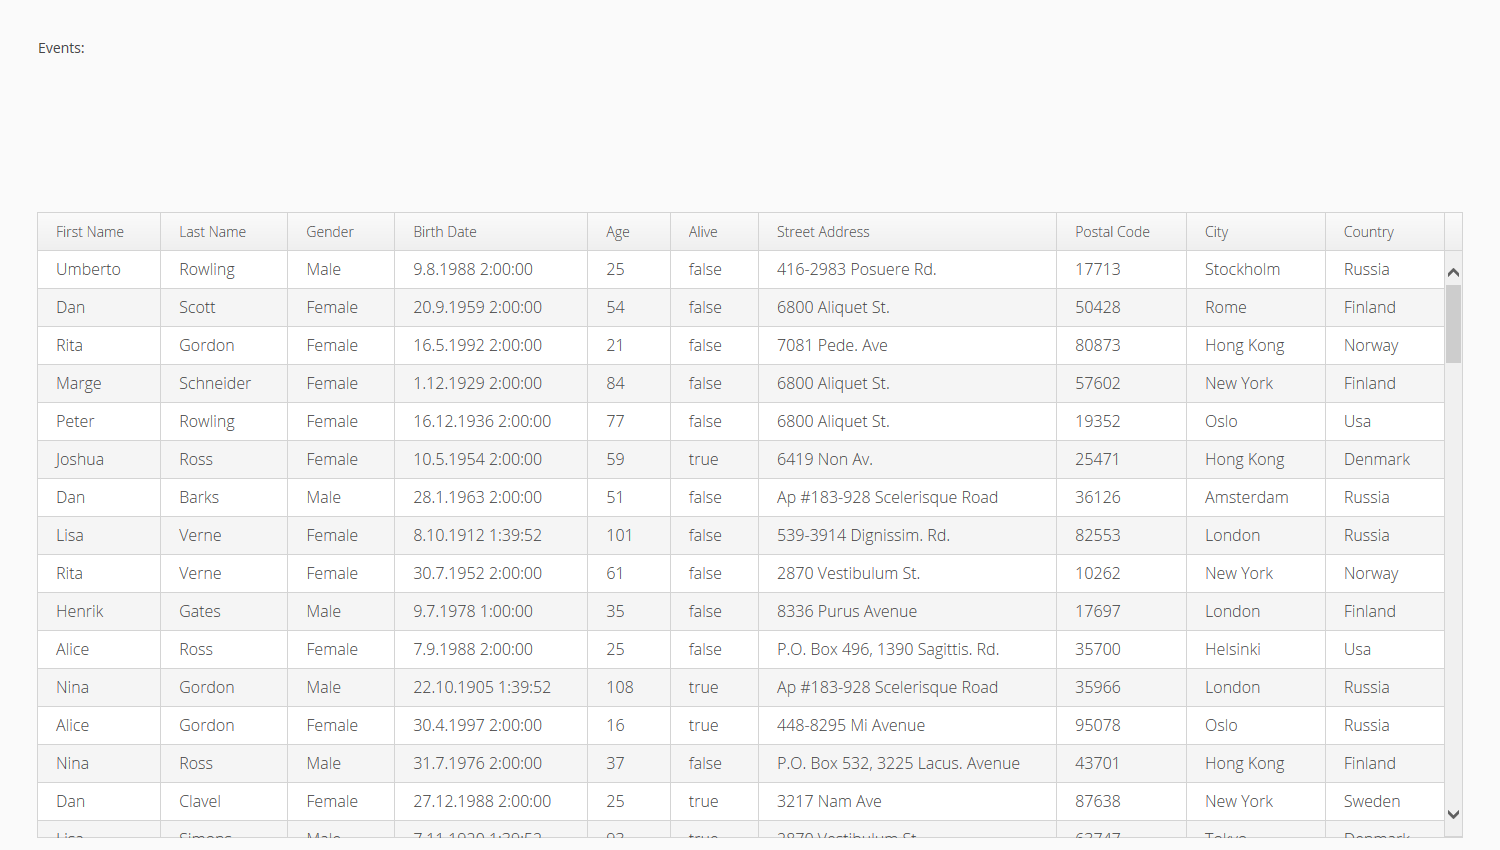 Events:
First Name Last Name Gender Birth Date Age Alive Street Address Postal Code City Country
Umberto Rowling Male 9.8.1988 2:00:00 25 false 416-2983 Posuere Rd. 17713 Stockholm Russia
Dan Scott Female 20.9.1959 2:00:00 54 false 6800 Aliquet St. 50428 Rome Finland
Rita Gordon Female 16.5.1992 2:00:00 21 false 7081 Pede. Ave 80873 Hong Kong Norway
Marge Schneider Female 1.12.1929 2:00:00 84 false 6800 Aliquet St. 57602 New York Finland
Peter Rowling Female 16.12.1936 2:00:00 77 false 6800 Aliquet St. 19352 Oslo Usa
Joshua Ross Female 10.5.1954 2:00:00 59 true 6419 Non Av. 25471 Hong Kong Denmark
Dan Barks Male 28.1.1963 2:00:00 51 false Ap #183-928 Scelerisque Road 36126 Amsterdam Russia
Lisa Verne Female 8.10.1912 1:39:52 101 false 539-3914 Dignissim. Rd. 82553 London Russia
Rita Verne Female 30.7.1952 2:00:00 61 false 2870 Vestibulum St. 10262 New York Norway
Henrik Gates Male 9.7.1978 1:00:00 35 false 8336 Purus Avenue 17697 London Finland
Alice Ross Female 7.9.1988 2:00:00 25 false P.O. Box 496, 1390 Sagittis. Rd. 35700 Helsinki Usa
Nina Gordon Male 22.10.1905 1:39:52 108 true Ap #183-928 Scelerisque Road 35966 London Russia
Alice Gordon Female 30.4.1997 2:00:00 16 true 448-8295 Mi Avenue 95078 Oslo Russia
Nina Ross Male 31.7.1976 2:00:00 37 false P.O. Box 532, 3225 Lacus. Avenue 43701 Hong Kong Finland
Dan Clavel Female 27.12.1988 2:00:00 25 true 3217 Nam Ave 87638 New York Sweden
Lisa Simons Male 2870 Vestibulum St. Tokyo Denmark